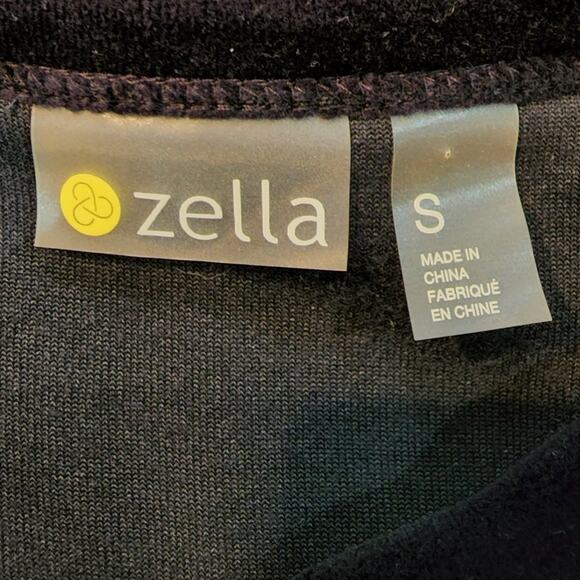 zella
S
MADE IN
CHINA
FABRIQUÉ
EN CHINE